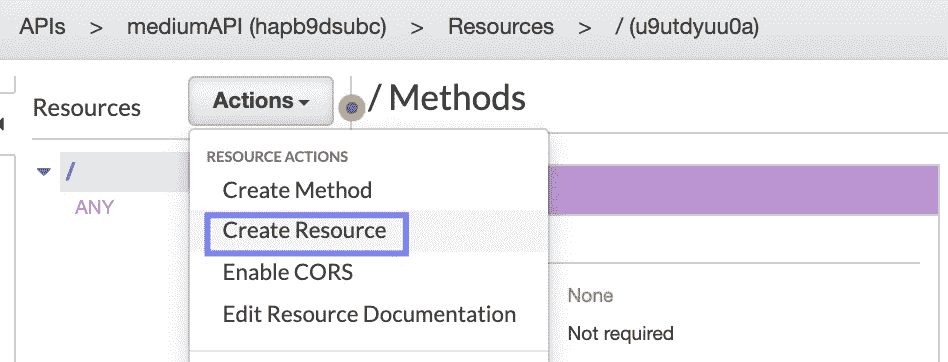 APIs > mediumAPI (hapb9dsubc) > Resources > / (u9utdyuu0a)
Resources Actions / Methods
RESOURCE ACTIONS
/
Create Method
ANY
Create Resource
Enable CORS
None
Edit Resource Documentation
Not required